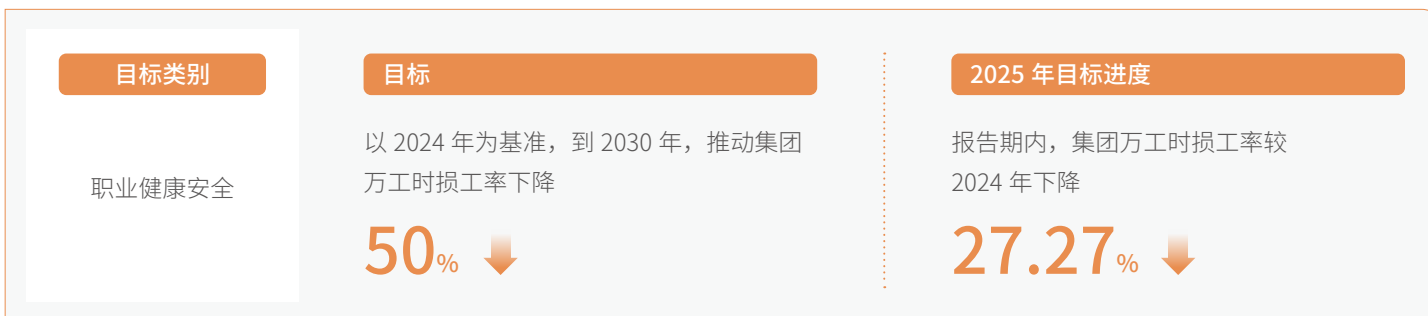 目标类别
职业健康安全
目标
以 2024 年为基准，到 2030 年，推动集团
万工时损工率下降
50%
2025 年目标进度
报告期内，集团万工时损工率较
2024 年下降
27.27%